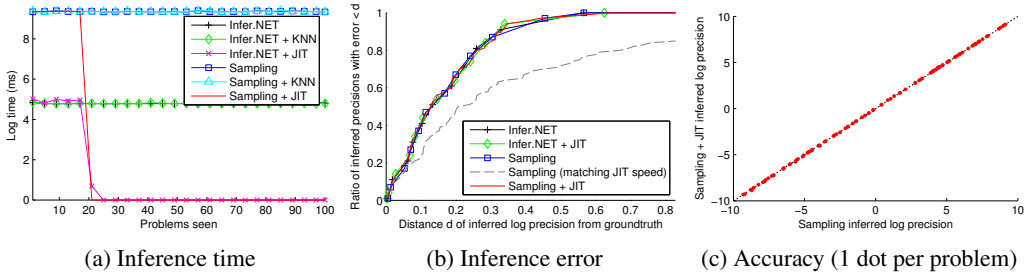 Log time (ms)
8
6
4
2
0
10 20 30 40 50 60 70 80 90 100
Problems seen
Infer.NET
Infer.NET + KNN
Infer.NET + JIT
Sampling
Sampling + KNN
Sampling + JIT
(a) Inference time
Ratio of inferred precisions with error < d
1
0.8
0.6
0.4
0.2
0
0 0.1 0.2 0.3 0.4 0.5 0.6 0.7 0.8
Distance d of inferred log precision from groundtruth
Infer.NET
Infer.NET + JIT
Sampling
Sampling (matching JIT speed)
Sampling + JIT
(b) Inference error
Sampling + JIT inferred log precision
10
5
0
−5
−10
−10 −5 0 5 10
Sampling inferred log precision
(c) Accuracy (1 dot per problem)